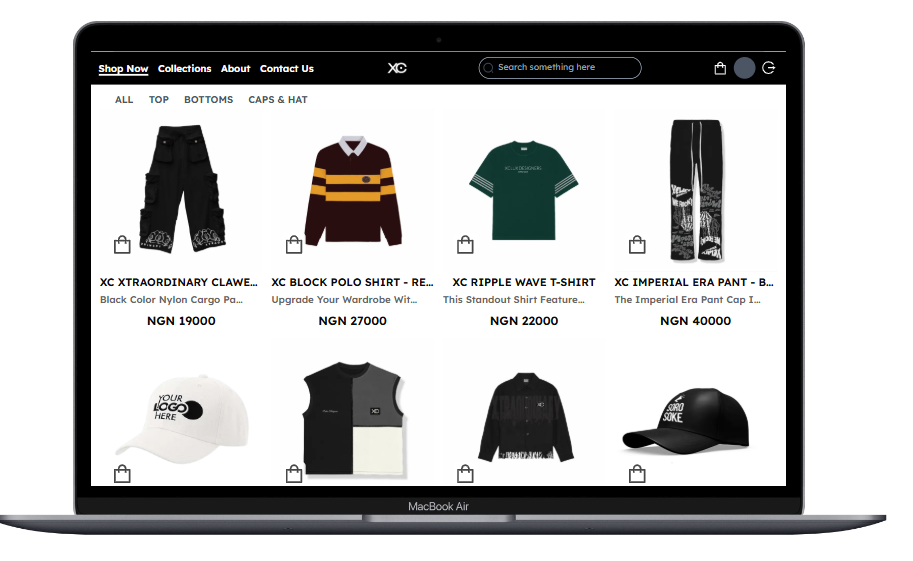 Shop Now Collections About Contact Us XC Search something here
ALL TOP BOTTOMS CAPS & HAT
XC LUX DESIGNERS
XC XTRAORDINARY CLAWE... XC BLOCK POLO SHIRT - RE... XC RIPPLE WAVE T-SHIRT XC IMPERIAL ERA PANT - B...
Black Color Nylon Cargo Pa... Upgrade Your Wardrobe Wit... This Standout Shirt Feature... The Imperial Era Pant Cap I...
NGN 19000 NGN 27000 NGN 22000 NGN 40000
YOUR
LOGO
HERE
XC
XC
SORO
SOKE
MacBook Air